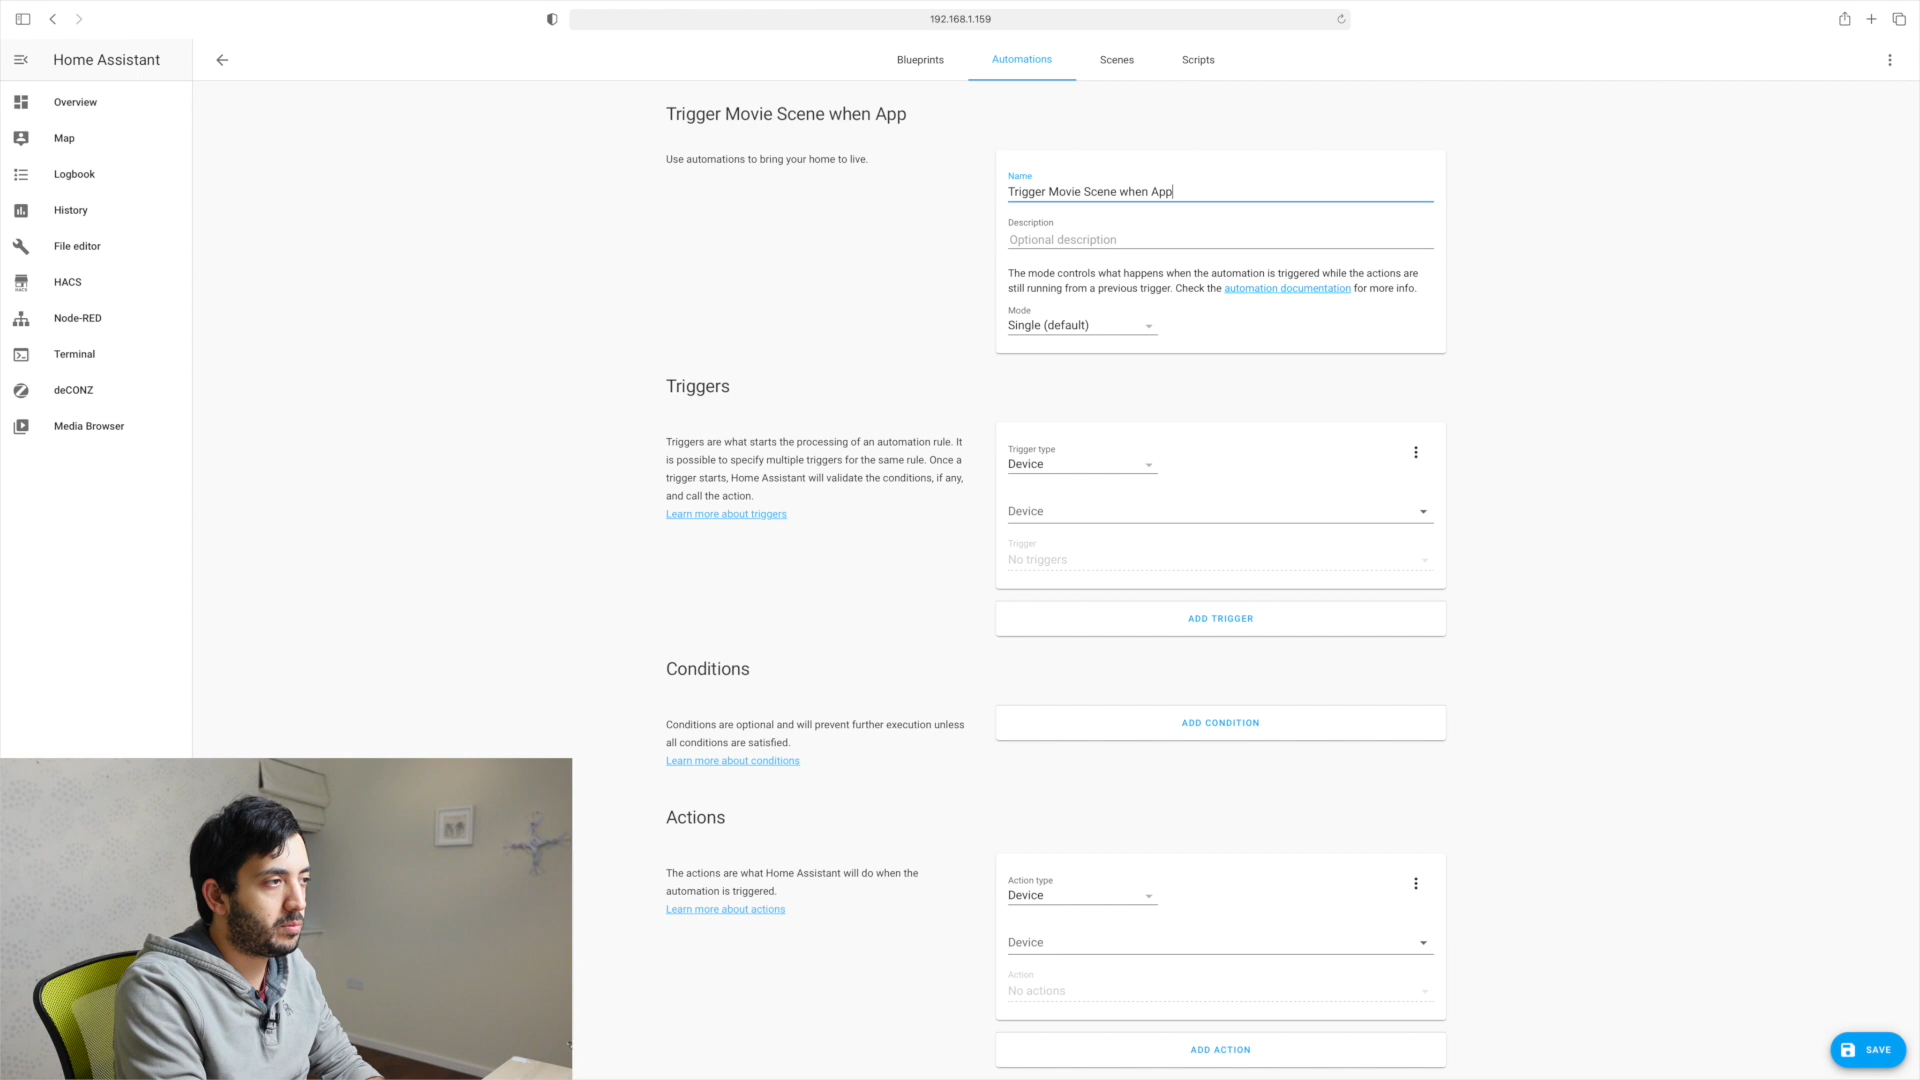 192.168.1.159
Home Assistant
Blueprints
Automations
Scenes
Scripts
Overview
Map
Logbook
History
File editor
HACS
HACS
Node-RED
Terminal
deCONZ
Media Browser
Trigger Movie Scene when App
Use automations to bring your home to live.
Name
Trigger Movie Scene when App
Description
Optional description
The mode controls what happens when the automation is triggered while the actions are
still running from a previous trigger. Check the automation documentation for more info.
Mode
Single (default)
Triggers
Triggers are what starts the processing of an automation rule. It
is possible to specify multiple triggers for the same rule. Once a
trigger starts, Home Assistant will validate the conditions, if any,
and call the action.
Learn more about triggers
Trigger type
Device
Device
Trigger
No triggers
ADD TRIGGER
Conditions
Conditions are optional and will prevent further execution unless
all conditions are satisfied.
Learn more about conditions
ADD CONDITION
Actions
The actions are what Home Assistant will do when the
automation is triggered.
Learn more about actions
Action type
Device
Device
Action
No actions
ADD ACTION
SAVE